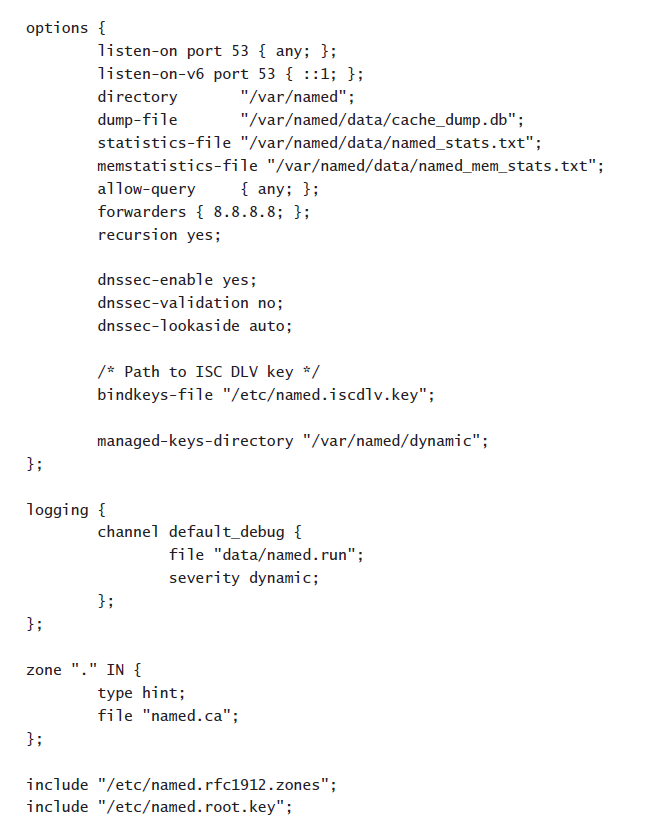 options {
        listen-on port 53 { any; };
        listen-on-v6 port 53 { ::1; };
        directory       "/var/named";
        dump-file       "/var/named/data/cache_dump.db";
        statistics-file "/var/named/data/named_stats.txt";
        memstatistics-file "/var/named/data/named_mem_stats.txt";
        allow-query     { any; };
        forwarders { 8.8.8.8; };
        recursion yes;

        dnssec-enable yes;
        dnssec-validation no;
        dnssec-lookaside auto;

        /* Path to ISC DLV key */
        bindkeys-file "/etc/named.iscdlv.key";

        managed-keys-directory "/var/named/dynamic";
};

logging {
        channel default_debug {
                file "data/named.run";
                severity dynamic;
        };
};

zone "." IN {
        type hint;
        file "named.ca";
};

include "/etc/named.rfc1912.zones";
include "/etc/named.root.key";